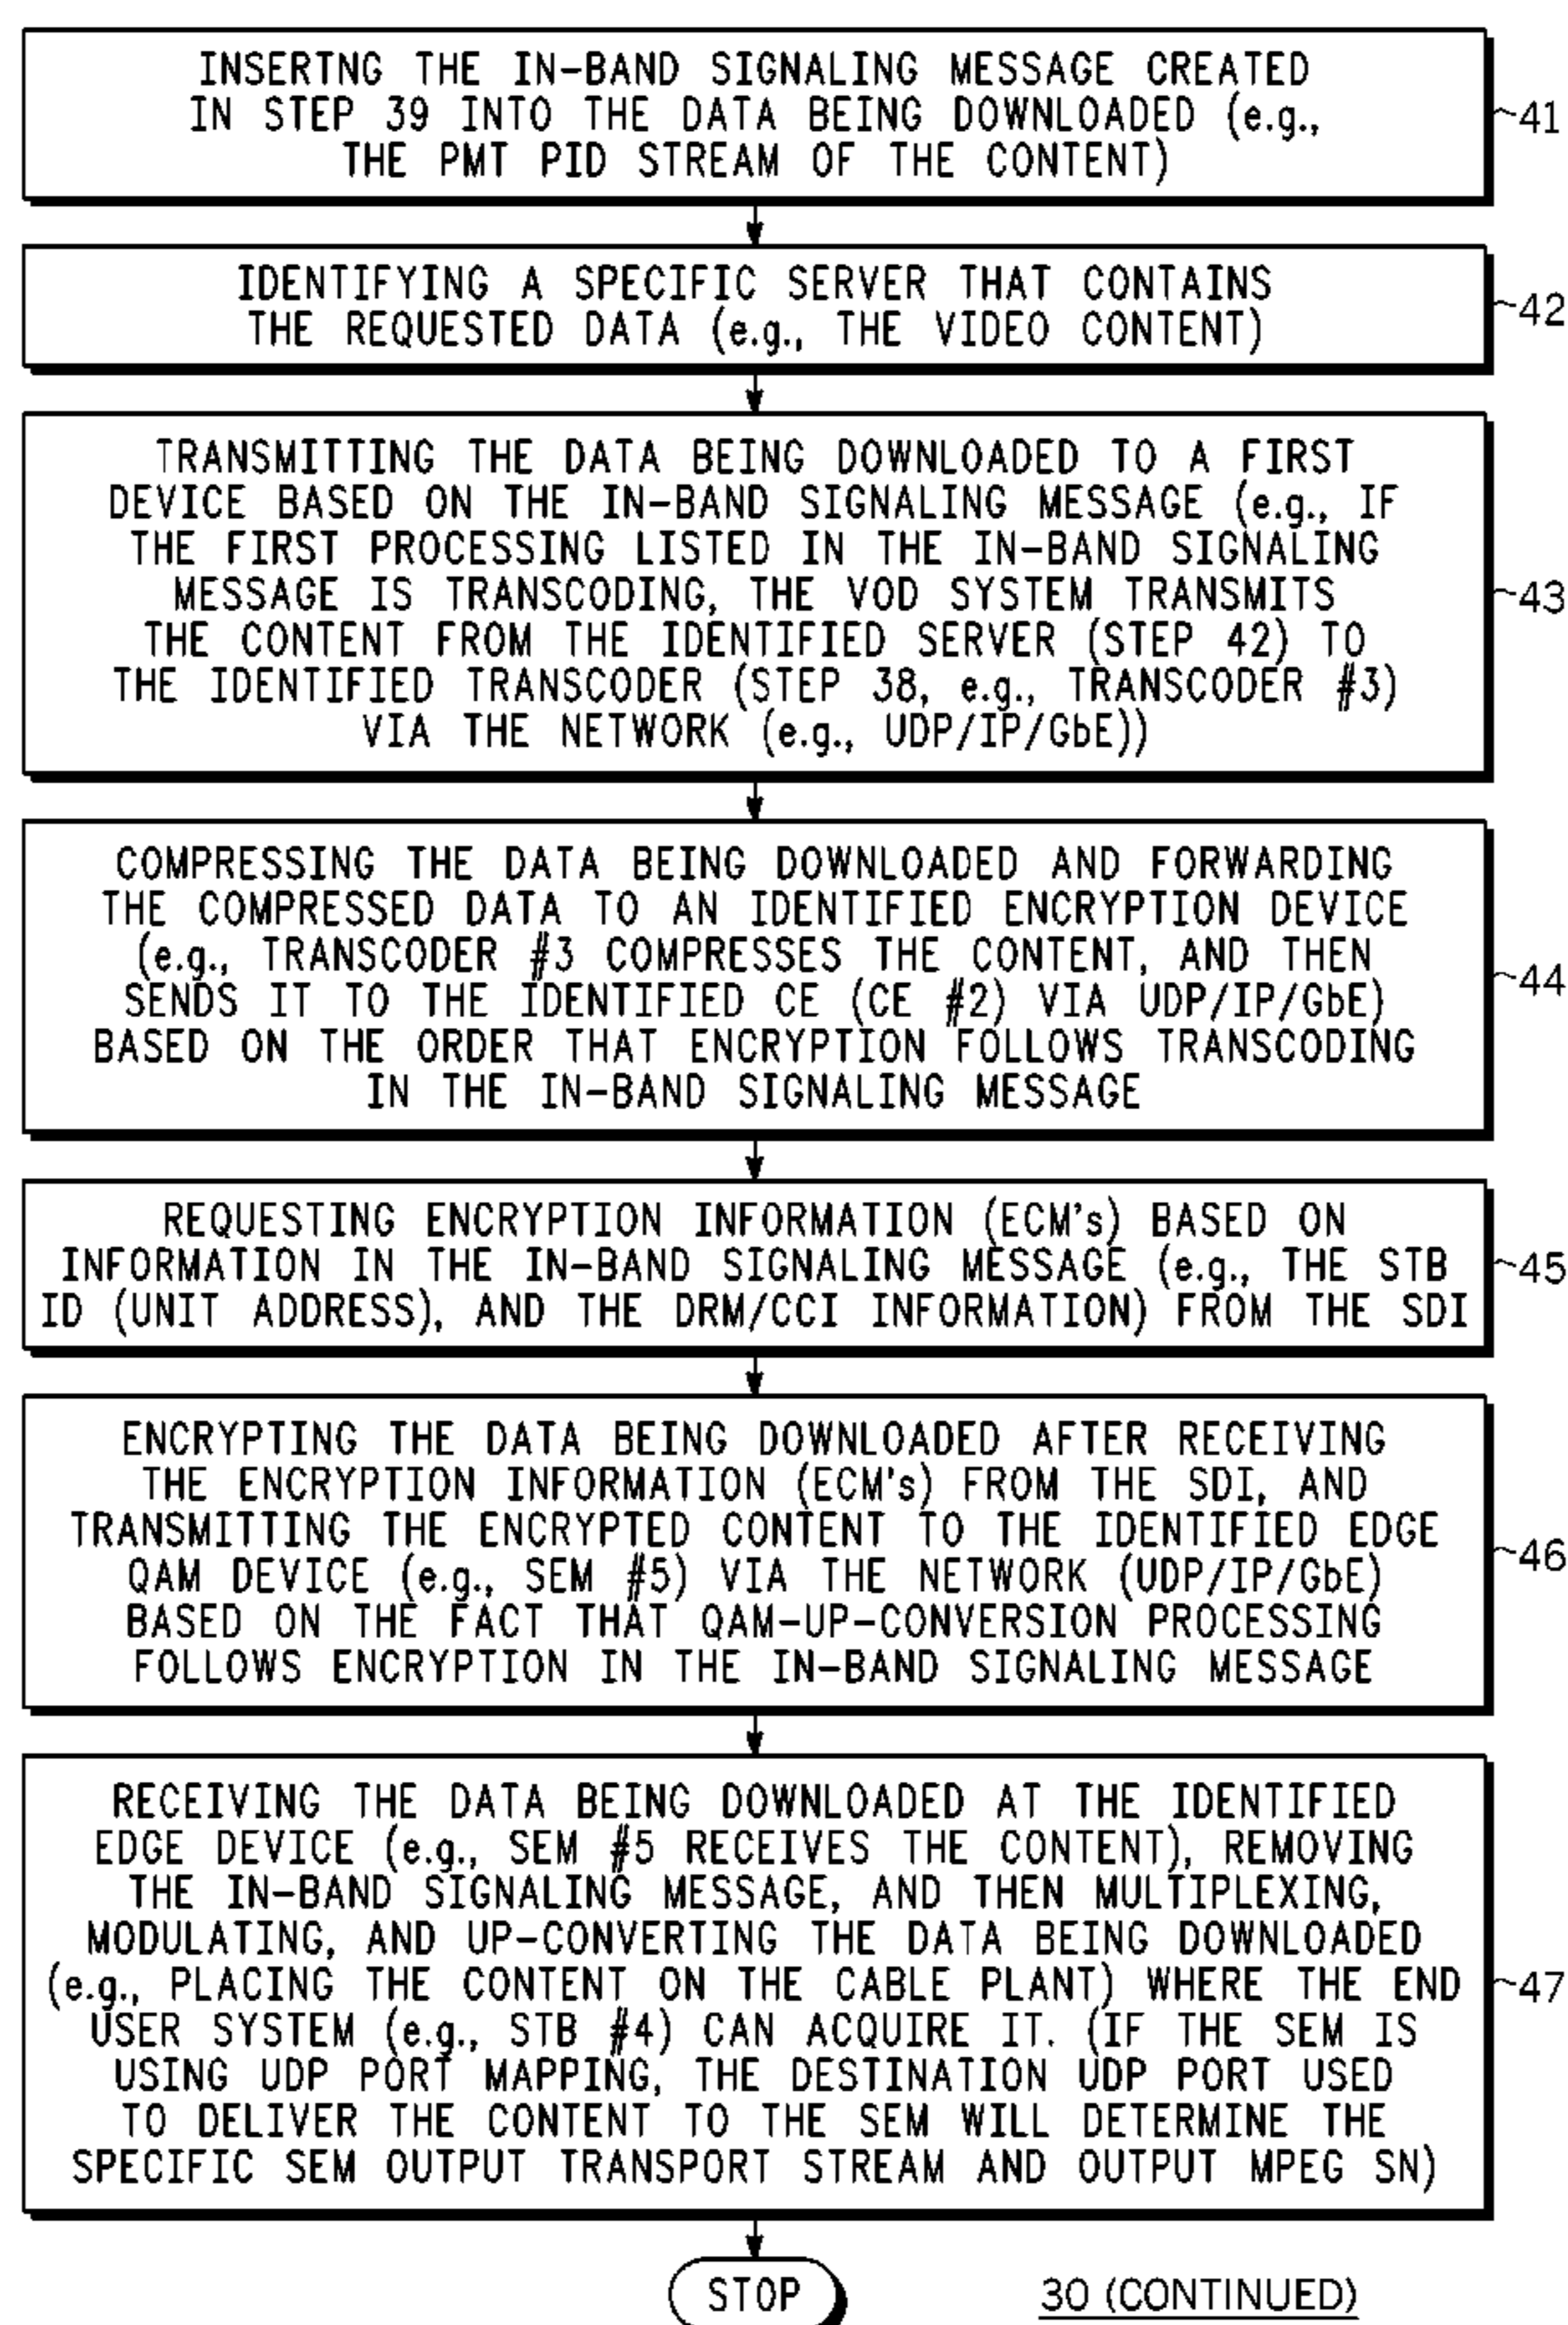 INSERTNG THE IN-BAND SIGNALING MESSAGE CREATED
IN STEP 39 INTO THE DATA BEING DOWNLOADED (e.g.,
THE PMT PID STREAM OF THE CONTENT)
41
IDENTIFYING A SPECIFIC SERVER THAT CONTAINS
THE REQUESTED DATA (e.g., THE VIDEO CONTENT)
42
TRANSMITTING THE DATA BEING DOWNLOADED TO A FIRST
DEVICE BASED ON THE IN-BAND SIGNALING MESSAGE (e.g., IF
THE FIRST PROCESSING LISTED IN THE IN-BAND SIGNALING
MESSAGE IS TRANSCODING, THE VOD SYSTEM TRANSMITS
THE CONTENT FROM THE IDENTIFIED SERVER (STEP 42) TO
THE IDENTIFIED TRANSCODER (STEP 38, e.g., TRANSCODER #3)
VIA THE NETWORK (e.g., UDP/IP/GbE))
43
COMPRESSING THE DATA BEING DOWNLOADED AND FORWARDING
THE COMPRESSED DATA TO AN IDENTIFIED ENCRYPTION DEVICE
(e.g., TRANSCODER #3 COMPRESSES THE CONTENT, AND THEN
SENDS IT TO THE IDENTIFIED CE (CE #2) VIA UDP/IP/GbE)
BASED ON THE ORDER THAT ENCRYPTION FOLLOWS TRANSCODING
IN THE IN-BAND SIGNALING MESSAGE
44
REQUESTING ENCRYPTION INFORMATION (ECM's) BASED ON
INFORMATION IN THE IN-BAND SIGNALING MESSAGE (e.g., THE STB
ID (UNIT ADDRESS), AND THE DRM/CCI INFORMATION) FROM THE SDI
45
ENCRYPTING THE DATA BEING DOWNLOADED AFTER RECEIVING
THE ENCRYPTION INFORMATION (ECM's) FROM THE SDI, AND
TRANSMITTING THE ENCRYPTED CONTENT TO THE IDENTIFIED EDGE
QAM DEVICE (e.g., SEM #5) VIA THE NETWORK (UDP/IP/GbE)
BASED ON THE FACT THAT QAM-UP-CONVERSION PROCESSING
FOLLOWS ENCRYPTION IN THE IN-BAND SIGNALING MESSAGE
46
RECEIVING THE DATA BEING DOWNLOADED AT THE IDENTIFIED
EDGE DEVICE (e.g., SEM #5 RECEIVES THE CONTENT), REMOVING
THE IN-BAND SIGNALING MESSAGE, AND THEN MULTIPLEXING,
MODULATING, AND UP-CONVERTING THE DATA BEING DOWNLOADED
(e.g., PLACING THE CONTENT ON THE CABLE PLANT) WHERE THE END
USER SYSTEM (e.g., STB #4) CAN ACQUIRE IT. (IF THE SEM IS
USING UDP PORT MAPPING, THE DESTINATION UDP PORT USED
TO DELIVER THE CONTENT TO THE SEM WILL DETERMINE THE
SPECIFIC SEM OUTPUT TRANSPORT STREAM AND OUTPUT MPEG SN)
47
STOP
30 (CONTINUED)